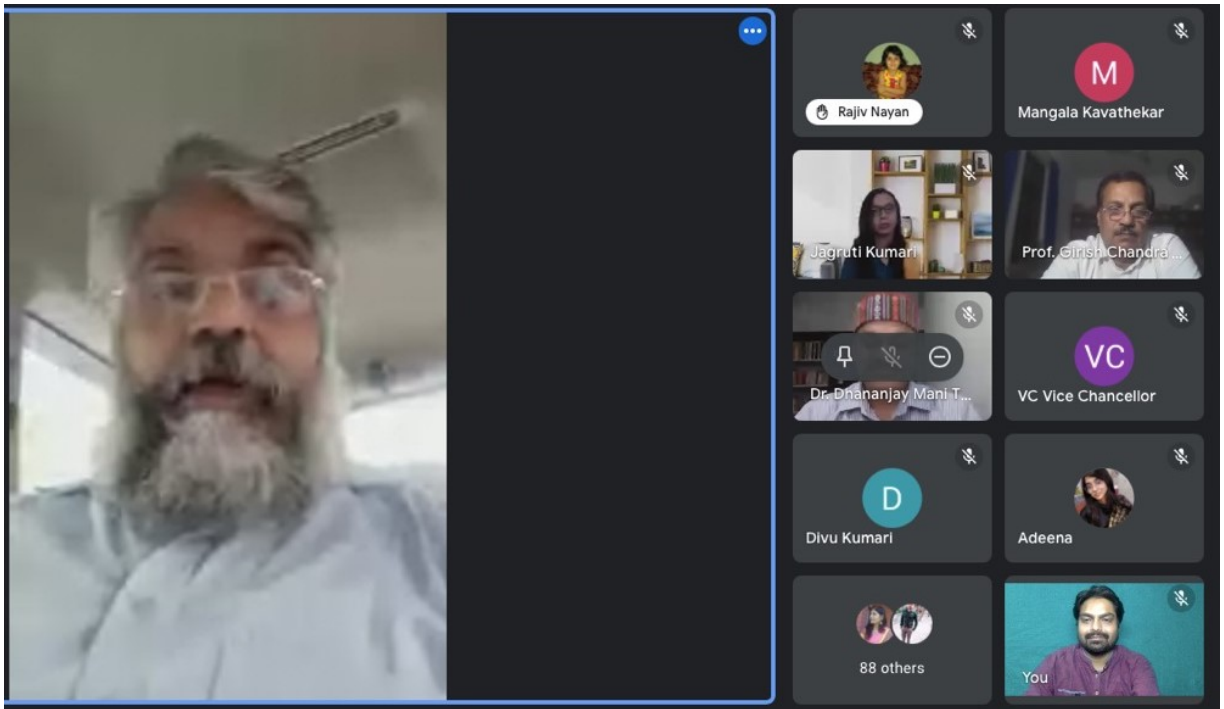 Rajiv Nayan
M
Mangala Kavathekar
Jagruti Kumari
Prof. Girish Chandra ...
Dr. Dhananjay Mani T...
VC
VC Vice Chancellor
D
Divu Kumari
Adeena
88 others
You